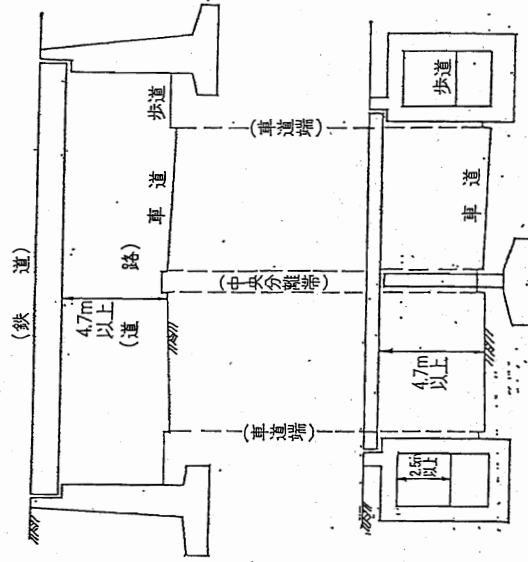 (鉄道)
4.7m
以上
(道路)
車道
歩道
(車道端)
(中央分離帯)
(車道端)
2.5m
以上
4.7m
以上
車道
歩道